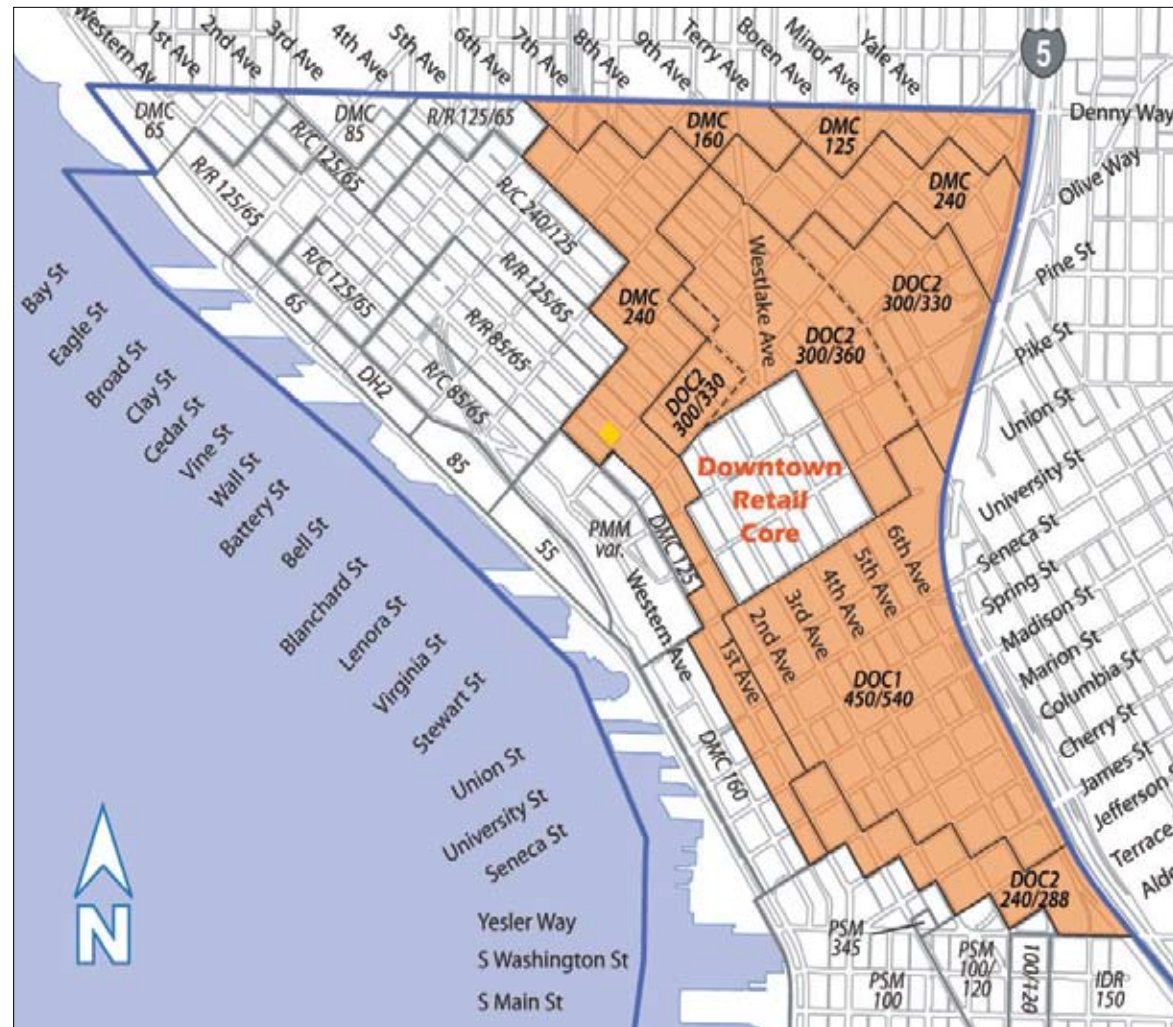 Western Av
1st Ave
2nd Ave
3rd Ave
4th Ave
5th Ave
6th Ave
7th Ave
8th Ave
9th Ave
Terry Ave
Boren Ave
Minor Ave
Yale Ave
5
Denny Way
Olive Way
Pine St
Pike St
Union St
University St
Seneca St
Spring St
Madison St
Marion St
Columbia St
Cherry St
James St
Jefferson S
Terrace
Alde
DMC
65
DMC
85
R/R 125/65
R/C 125/65
R/R 125/65
R/C 240/125
R/C 125/65
R/R 125/65
R/R 85/65
R/C 85/65
65
DH2
85
55
DMC
160
DMC
125
DMC
240
DMC
240
DOC2
300/330
DOC2
300/360
DOC2
300/330
Westlake Ave
Downtown
Retail
Core
PMM
var.
DMC 125
Western Ave
1st Ave
2nd Ave
3rd Ave
4th Ave
5th Ave
6th Ave
DOC1
450/540
DMC 160
DOC2
240/288
PSM
345
PSM
100
PSM
100/
120
100/120
IDR
150
Bay St
Eagle St
Broad St
Clay St
Cedar St
Vine St
Wall St
Battery St
Bell St
Blanchard St
Lenora St
Virginia St
Stewart St
Union St
University St
Seneca St
Yesler Way
S Washington St
S Main St
N